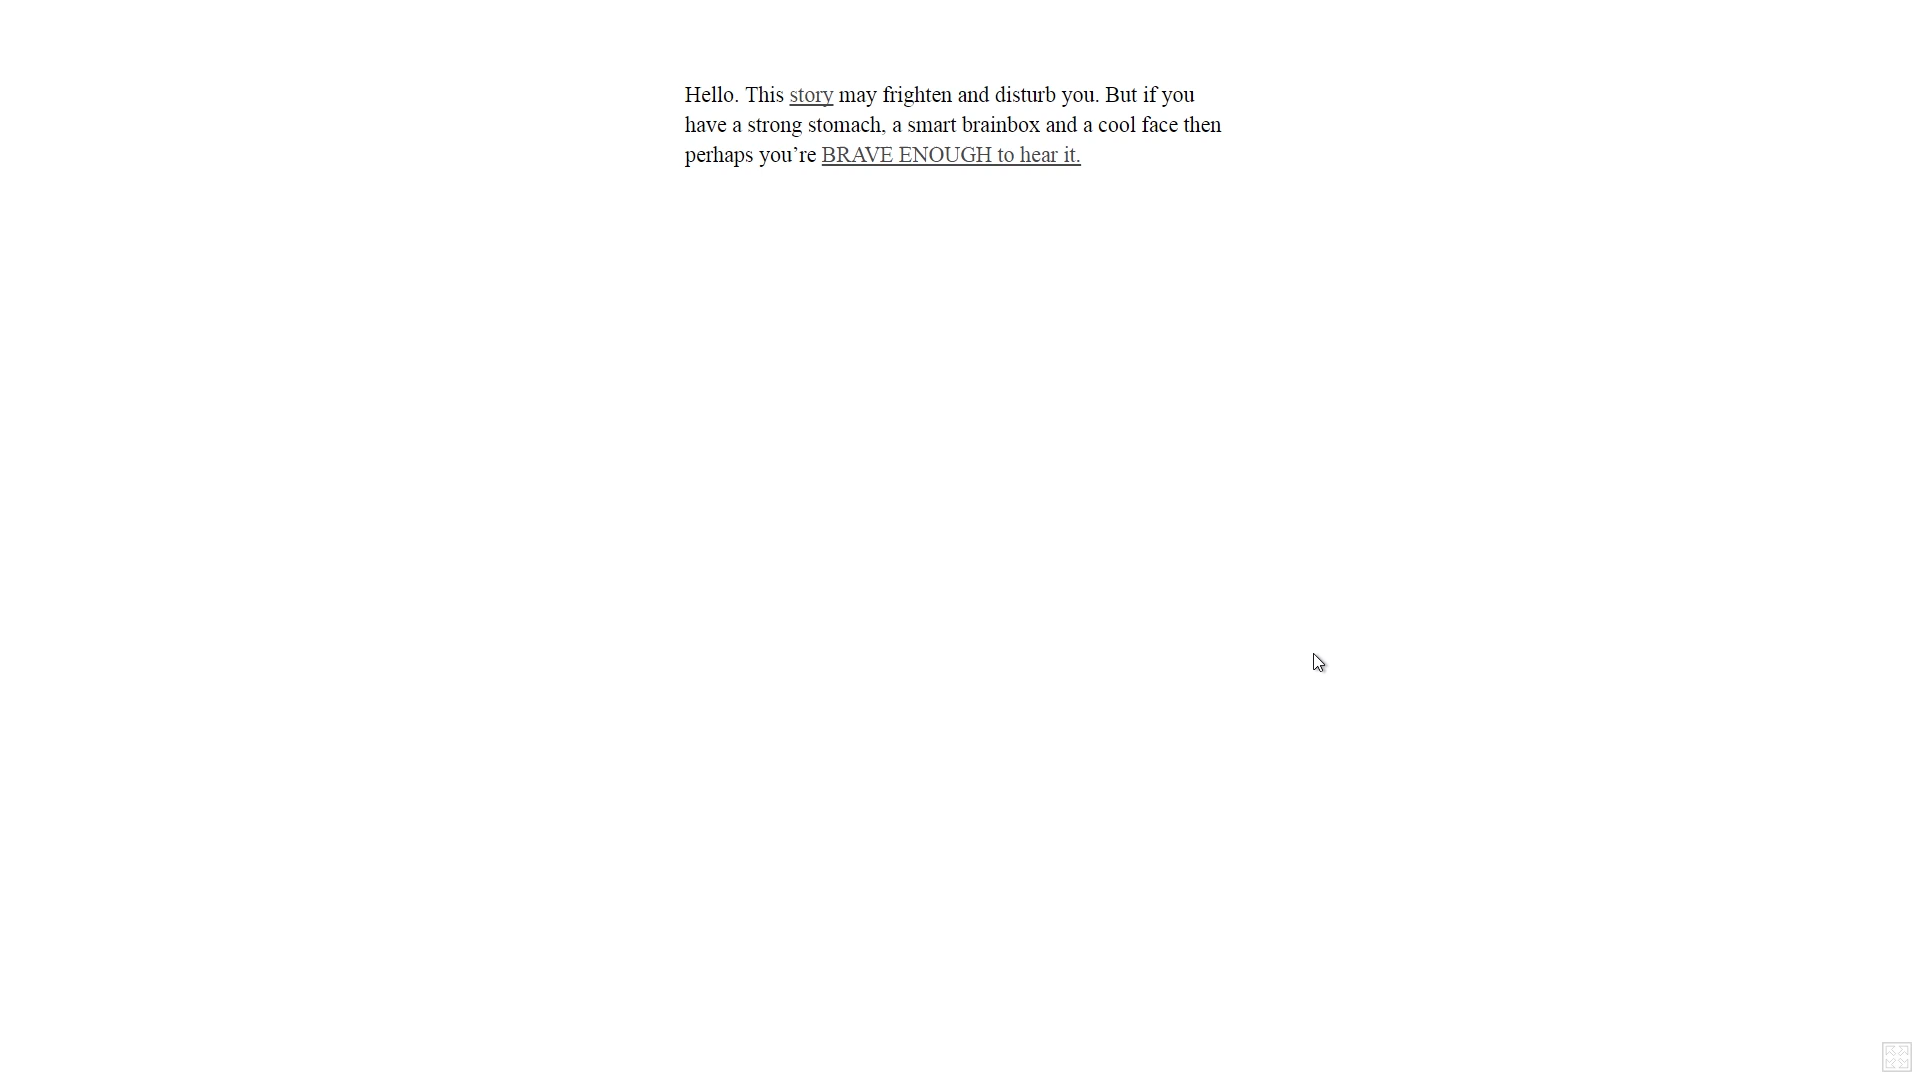 Hello. This story may frighten and disturb you. But if you
have a strong stomach, a smart brainbox and a cool face then
perhaps you’re BRAVE ENOUGH to hear it.